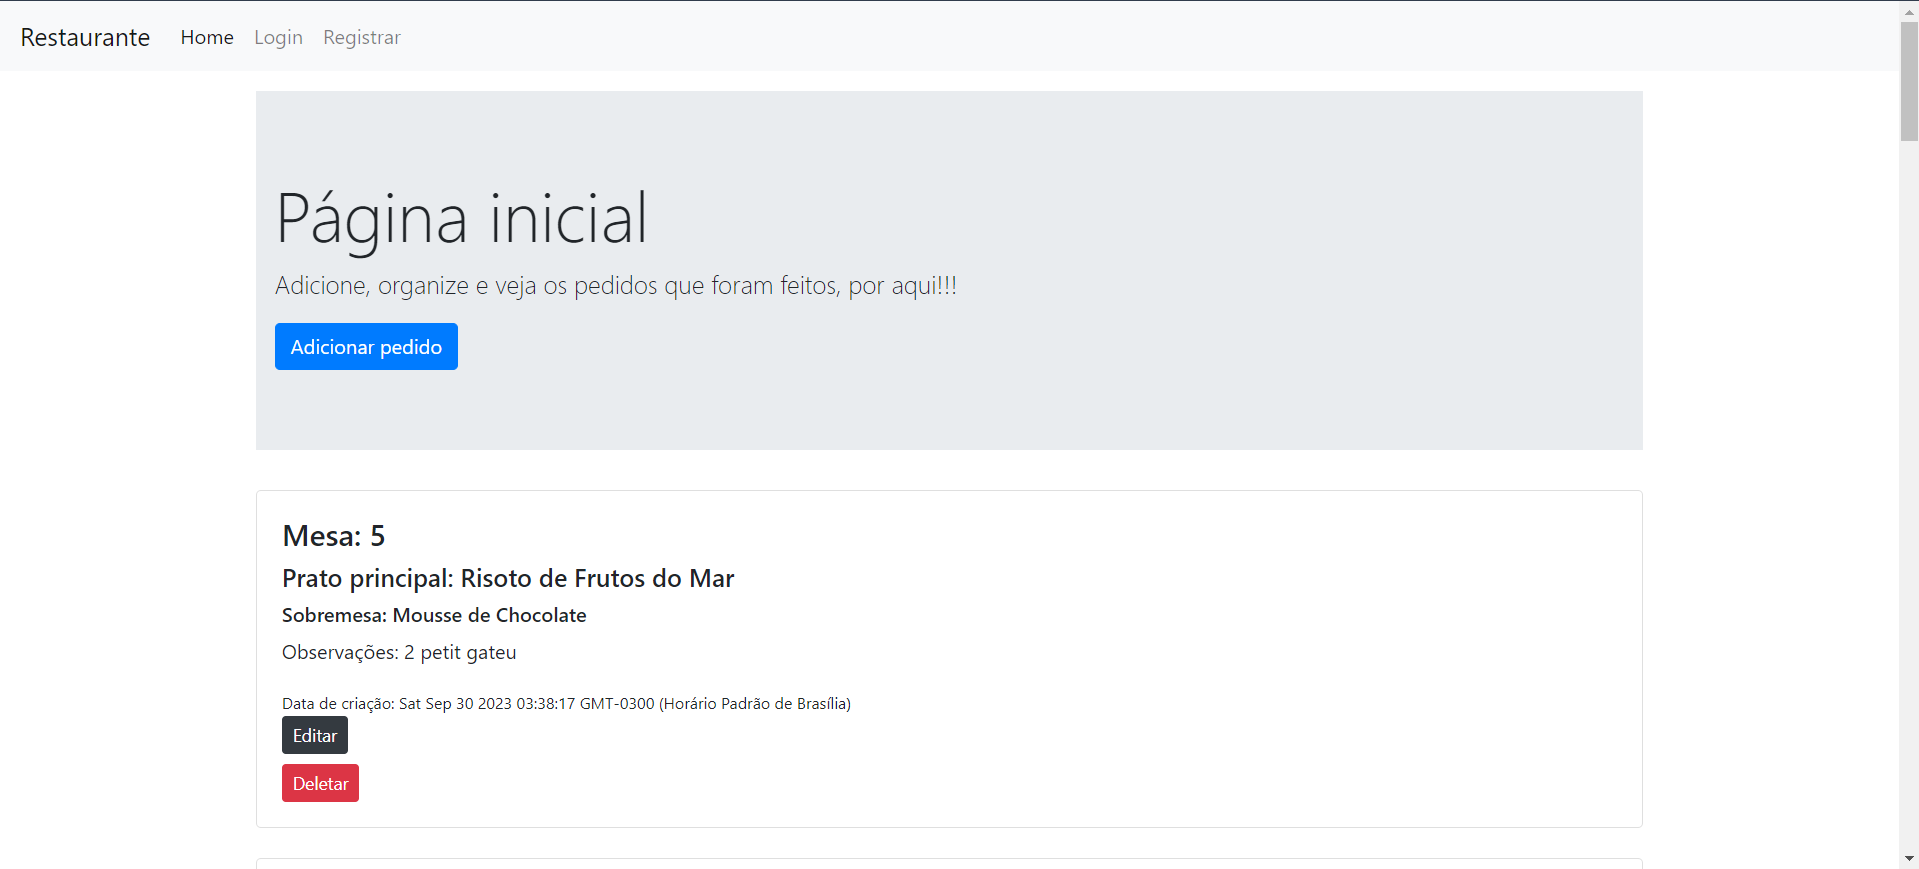 Restaurante Home Login Registrar
Página inicial
Adicione, organize e veja os pedidos que foram feitos, por aqui!!!
Adicionar pedido
Mesa: 5
Prato principal: Risoto de Frutos do Mar
Sobremesa: Mousse de Chocolate
Observações: 2 petit gateu
Data de criação: Sat Sep 30 2023 03:38:17 GMT-0300 (Horário Padrão de Brasília)
Editar
Deletar